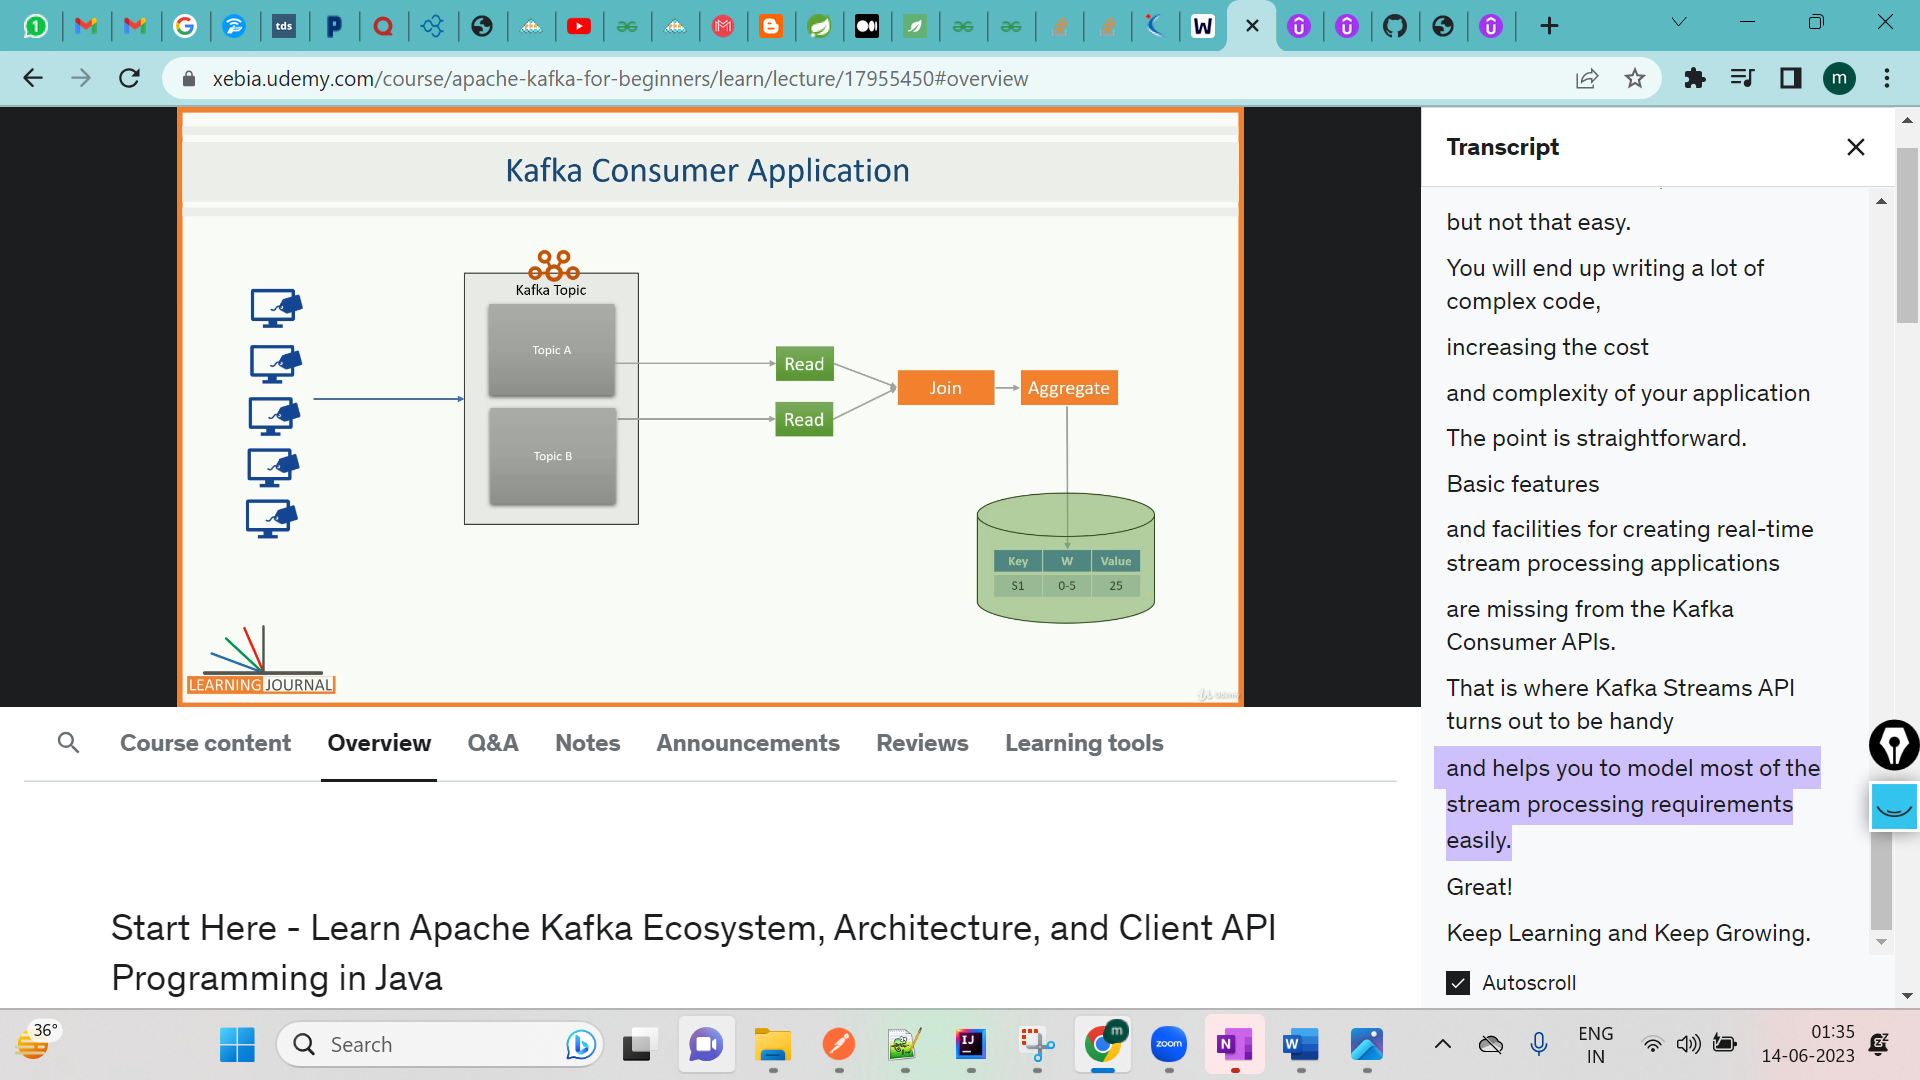 1
tds
P
Q
W
xebia.udemy.com/course/apache-kafka-for-beginners/learn/lecture/17955450#overview
m
Kafka Consumer Application
Kafka Topic
Topic A
Topic B
Read
Read
Join
Aggregate
Key W Value
S1 0-5 25
LEARNING JOURNAL
Transcript
but not that easy.
You will end up writing a lot of
complex code,
increasing the cost
and complexity of your application
The point is straightforward.
Basic features
and facilities for creating real-time
stream processing applications
are missing from the Kafka
Consumer APIs.
That is where Kafka Streams API
turns out to be handy
and helps you to model most of the
stream processing requirements
easily.
Great!
Keep Learning and Keep Growing.
Autoscroll
Course content Overview Q&A Notes Announcements Reviews Learning tools
Start Here - Learn Apache Kafka Ecosystem, Architecture, and Client API
Programming in Java
36°
Search
IJ
m
zoom
N
W
ENG
IN
01:35
14-06-2023